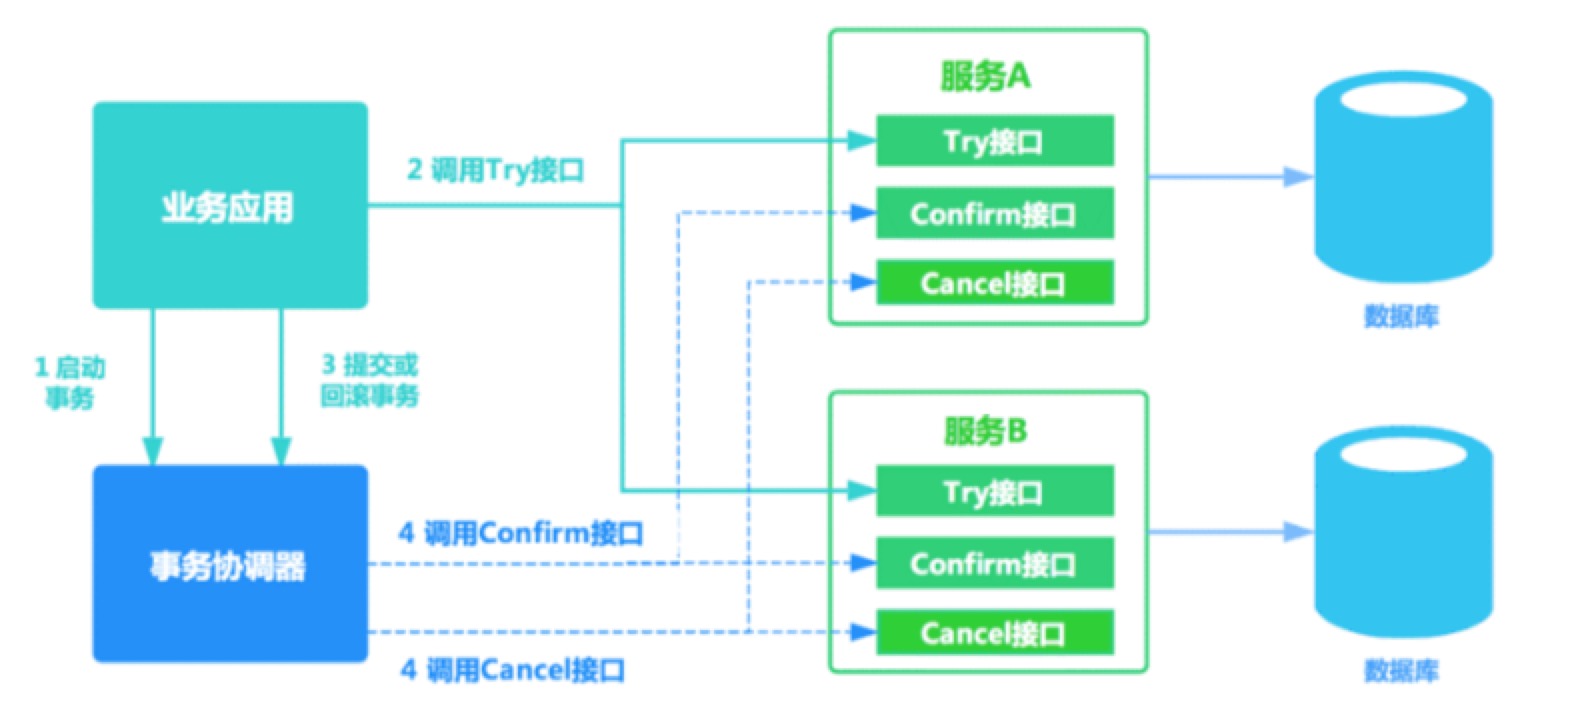 业务应用
1 启动
事务
3 提交或
回滚事务
事务协调器
2 调用Try接口
4 调用Confirm接口
4 调用Cancel接口
服务A
Try接口
Confirm接口
Cancel接口
数据库
服务B
Try接口
Confirm接口
Cancel接口
数据库